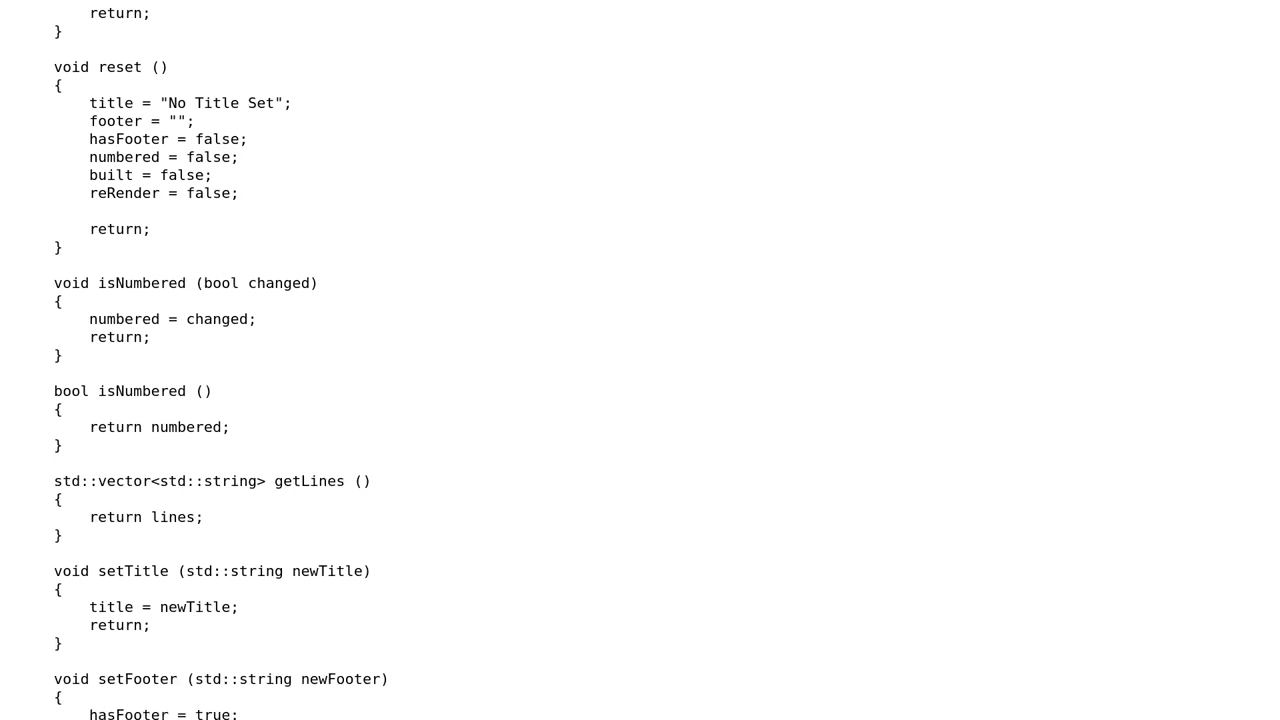 return;
}
void reset ()
{
title = "No Title Set";
footer = "";
hasFooter = false;
numbered = false;
built = false;
reRender = false;
return;
}
void isNumbered (bool changed)
{
numbered = changed;
return;
}
bool isNumbered ()
{
return numbered;
}
std::vector<std::string> getLines ()
{
return lines;
}
void setTitle (std::string newTitle)
{
title = newTitle;
return;
}
void setFooter (std::string newFooter)
{
hasFooter = true;